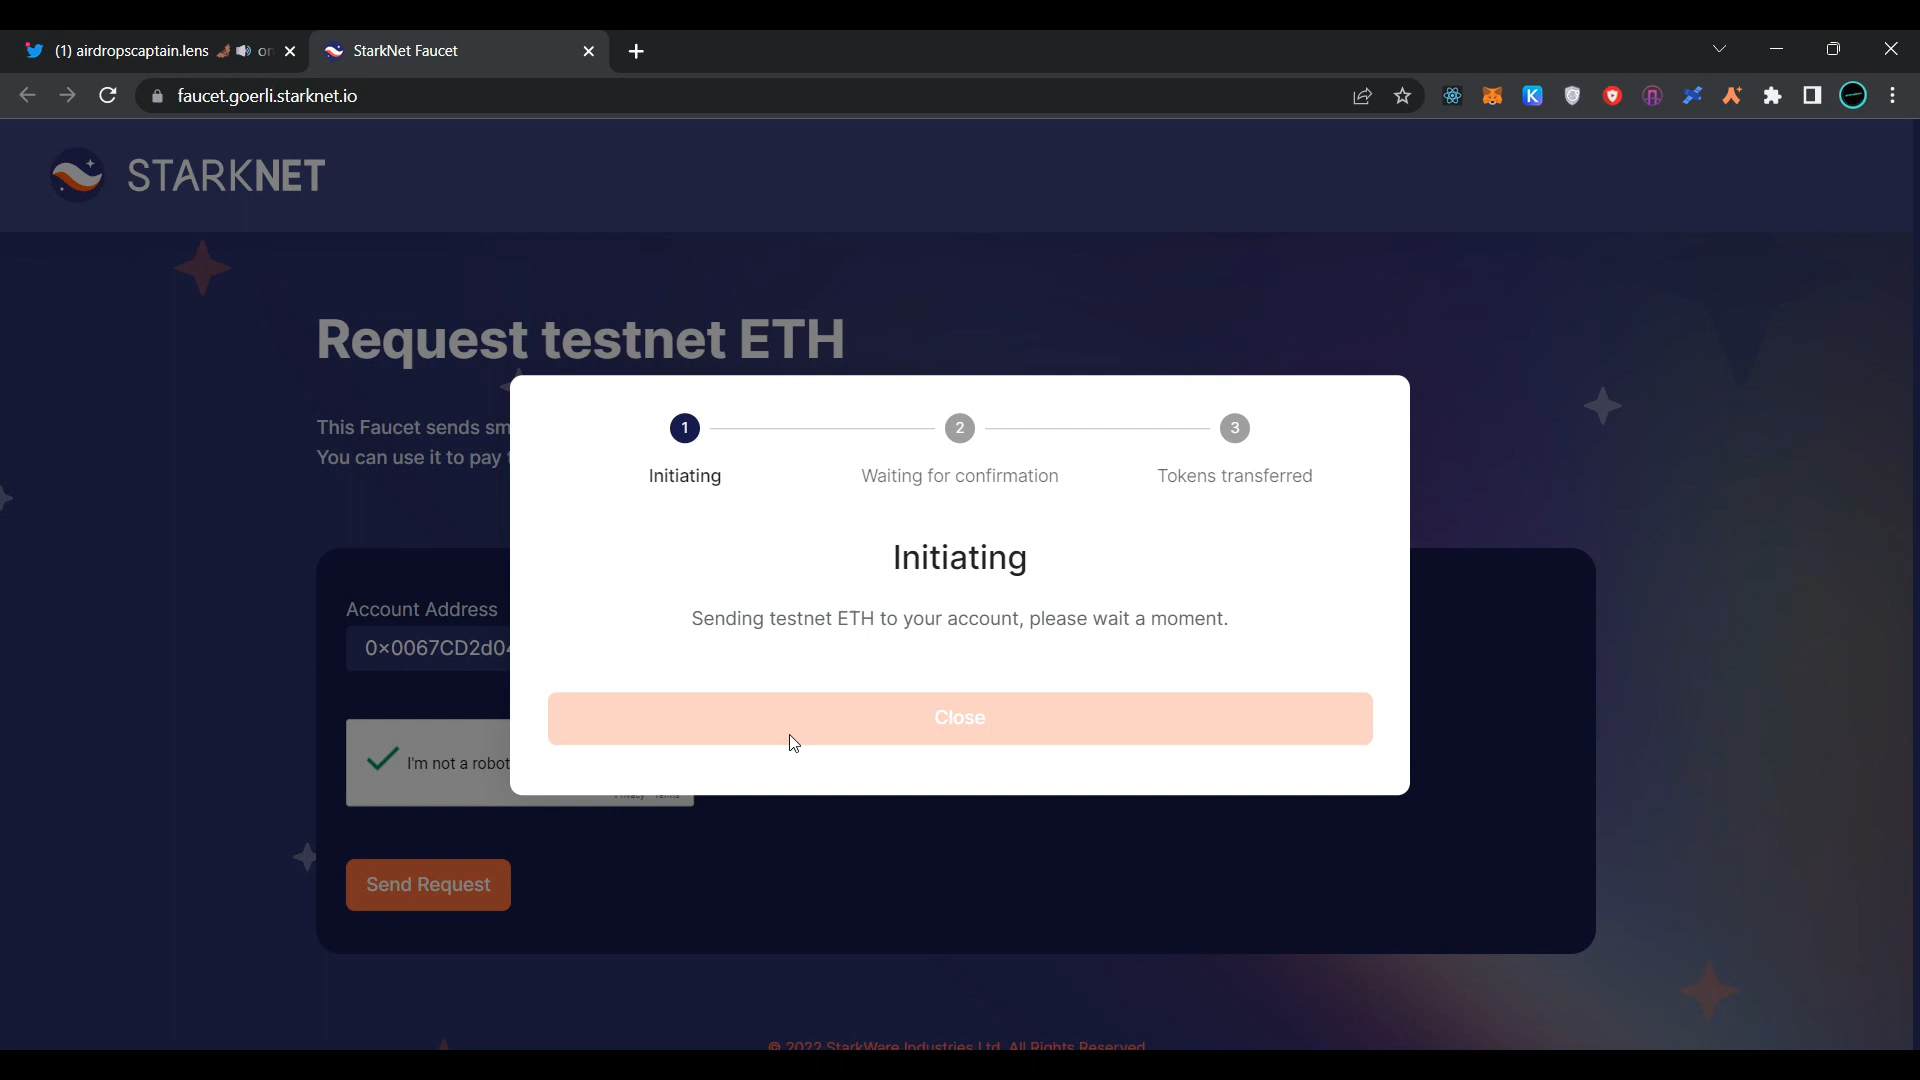 (1) airdropscaptain.lens
StarkNet Faucet
faucet.goerli.starknet.io
STARKNET
Request testnet ETH
This Faucet sends
You can use it to pay
1
2
3
Initiating
Waiting for confirmation
Tokens transferred
Initiating
Sending testnet ETH to your account, please wait a moment.
Close
Account Address
0x0067CD2d0
I'm not a robot
Privacy Terms
Send Request
© 2022 StarkWare Industries Ltd. All Rights Reserved